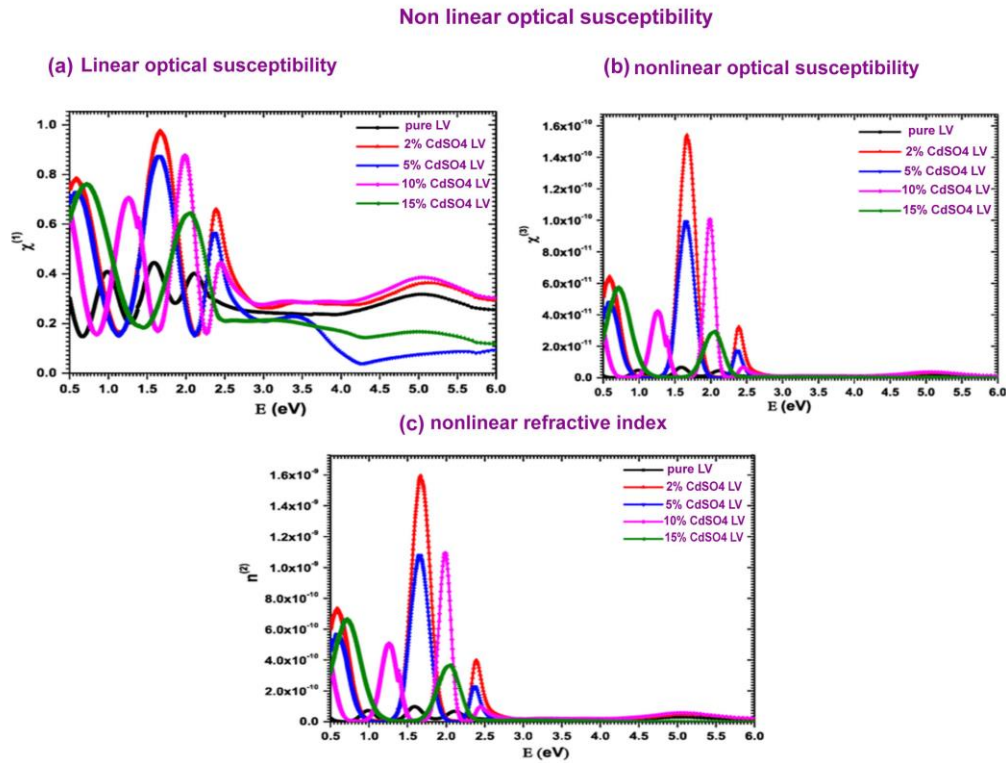 Non linear optical susceptibility
(a) Linear optical susceptibility
(b) nonlinear optical susceptibility
1.0
0.8
0.6
0.4
0.2
0.0
χ(1)
pure LV
2% CdSO4 LV
5% CdSO4 LV
10% CdSO4 LV
15% CdSO4 LV
0.5 1.0 1.5 2.0 2.5 3.0 3.5 4.0 4.5 5.0 5.5 6.0
E (eV)
1.6x10⁻¹⁰
1.4x10⁻¹⁰
1.2x10⁻¹⁰
1.0x10⁻¹⁰
8.0x10⁻¹¹
6.0x10⁻¹¹
4.0x10⁻¹¹
2.0x10⁻¹¹
0.0
χ(3)
pure LV
2% CdSO4 LV
5% CdSO4 LV
10% CdSO4 LV
15% CdSO4 LV
0.5 1.0 1.5 2.0 2.5 3.0 3.5 4.0 4.5 5.0 5.5 6.0
E (eV)
(c) nonlinear refractive index
1.6x10⁻⁹
1.4x10⁻⁹
1.2x10⁻⁹
1.0x10⁻⁹
8.0x10⁻¹⁰
6.0x10⁻¹⁰
4.0x10⁻¹⁰
2.0x10⁻¹⁰
0.0
n(2)
pure LV
2% CdSO4 LV
5% CdSO4 LV
10% CdSO4 LV
15% CdSO4 LV
0.5 1.0 1.5 2.0 2.5 3.0 3.5 4.0 4.5 5.0 5.5 6.0
E (eV)